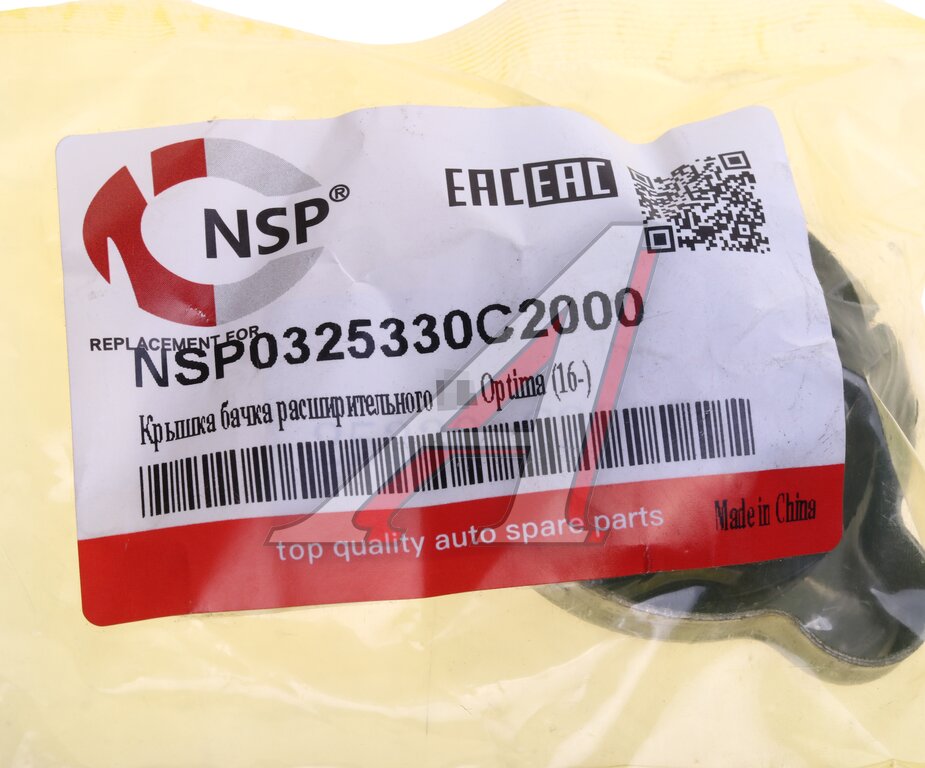 NSP®
EAC EAC
REPLACEMENT FOR
NSP0325330C2000
Крышка бачка расширительного Optima (16-)
top quality auto spare parts
Made in China